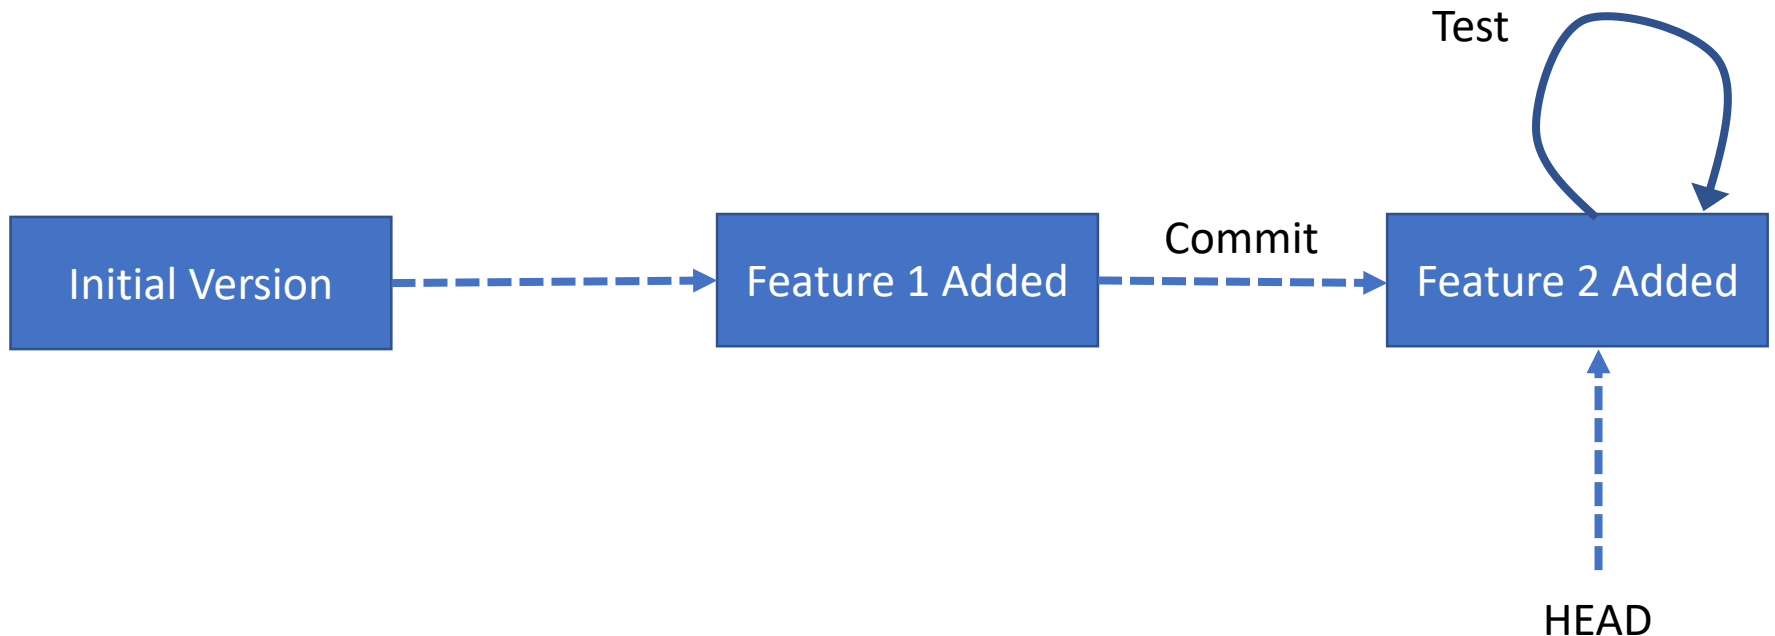 Test
Commit
Initial Version
Feature 1 Added
Feature 2 Added
HEAD